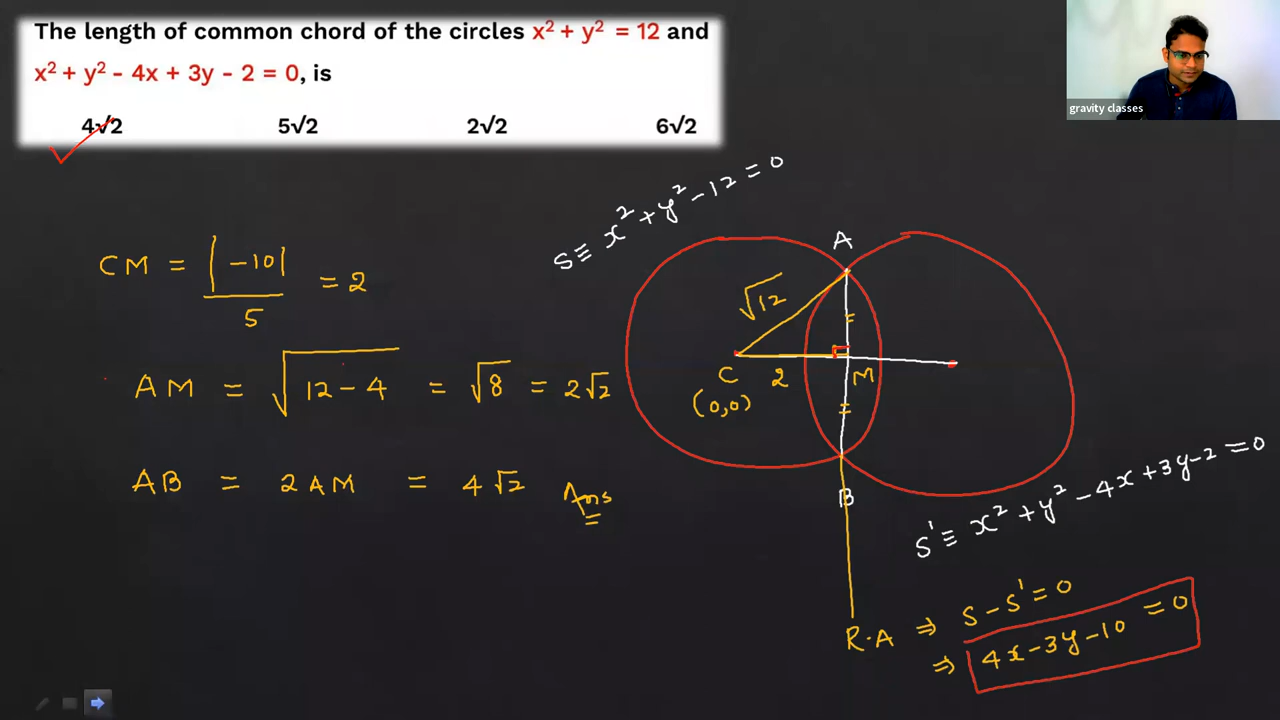 The length of common chord of the circles x² + y² = 12 and
x² + y² - 4x + 3y - 2 = 0, is
4√2 5√2 2√2 6√2
gravity classes
S ≡ x² + y² - 12 = 0
CM = |-10| / 5 = 2
AM = √(12-4) = √8 = 2√2
AB = 2AM = 4√2 Ans
A
√12
C 2 M
(0,0)
B
S' ≡ x² + y² - 4x + 3y - 2 = 0
R.A ⇒ S - S' = 0
⇒ 4x - 3y - 10 = 0